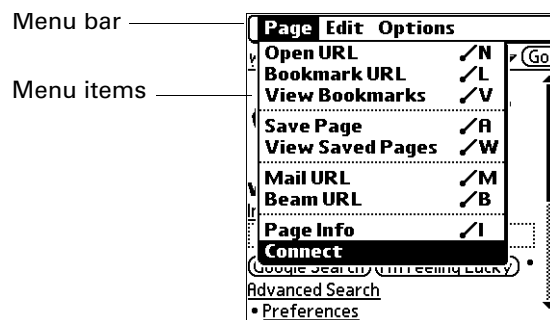 Menu bar
Page Edit Options
Open URL ⁄N
Go
Bookmark URL ⁄L
Menu items
View Bookmarks ⁄V
Save Page ⁄A
View Saved Pages ⁄W
Mail URL ⁄M
Beam URL ⁄B
Page Info ⁄I
Connect
Advanced Search
• Preferences